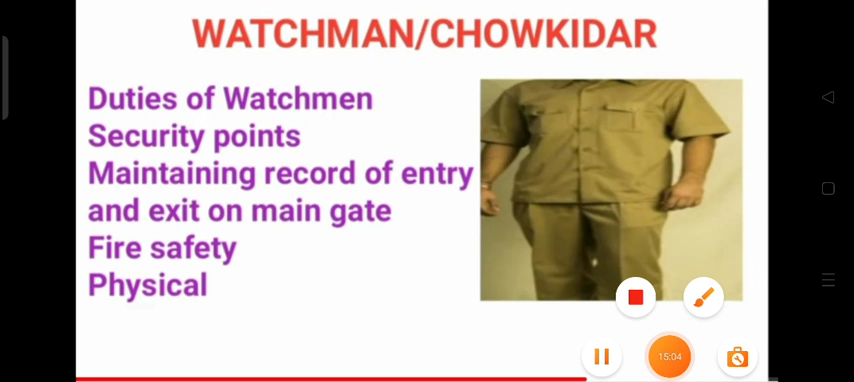 WATCHMAN/CHOWKIDAR
Duties of Watchmen
Security points
Maintaining record of entry
and exit on main gate
Fire safety
Physical
15:04